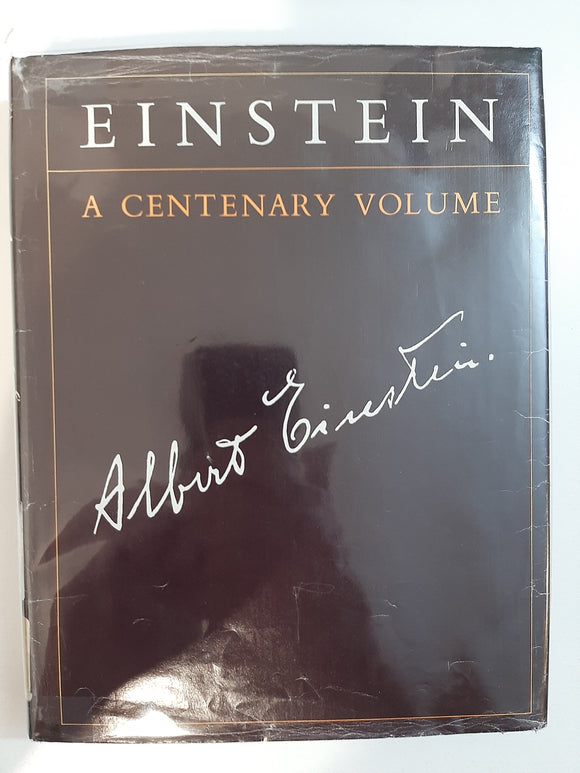 EINSTEIN
A CENTENARY VOLUME
Albert Einstein.